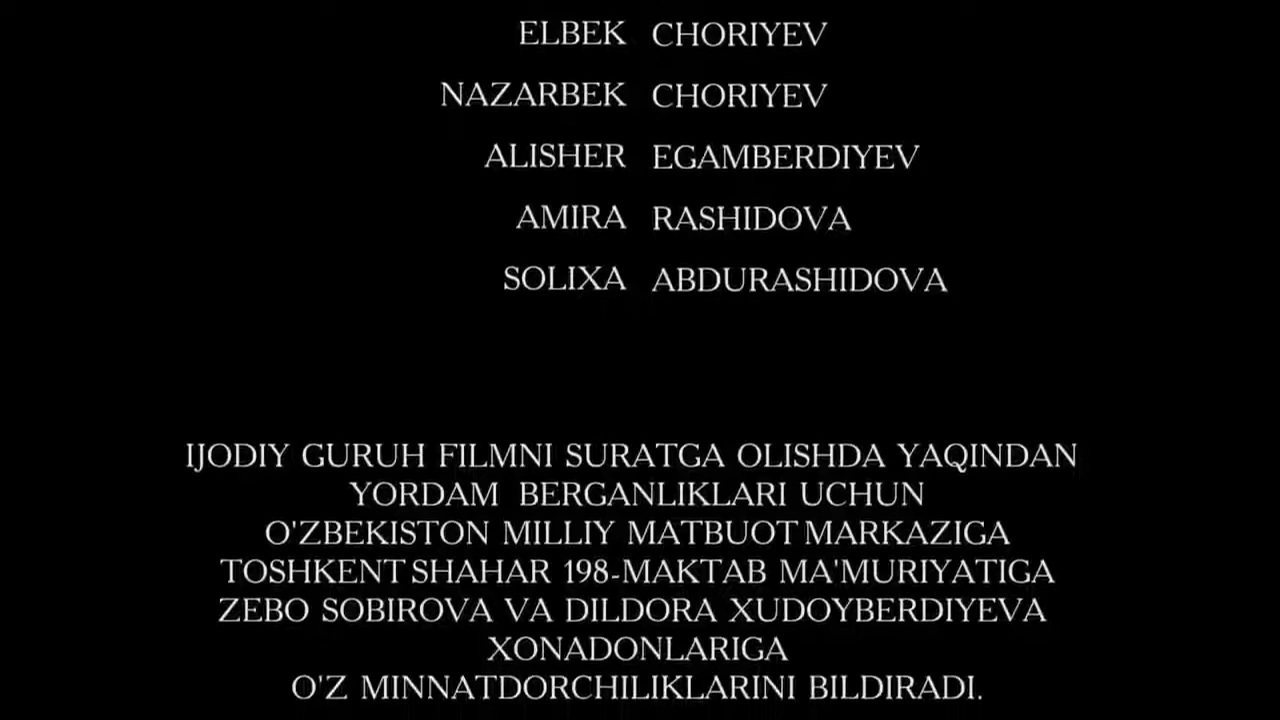 ELBEK CHORIYEV
NAZARBEK CHORIYEV
ALISHER EGAMBERDIYEV
AMIRA RASHIDOVA
SOLIXA ABDURASHIDOVA
IJODIY GURUH FILMNI SURATGA OLISHDA YAQINDAN
YORDAM BERGANLIKLARI UCHUN
O'ZBEKISTON MILLIY MATBUOT MARKAZIGA
TOSHKENT SHAHAR 198-MAKTAB MA'MURIYATIGA
ZEBO SOBIROVA VA DILDORA XUDOYBERDIYEVA
XONADONLARIGA
O'Z MINNATDORCHILIKLARINI BILDIRADI.